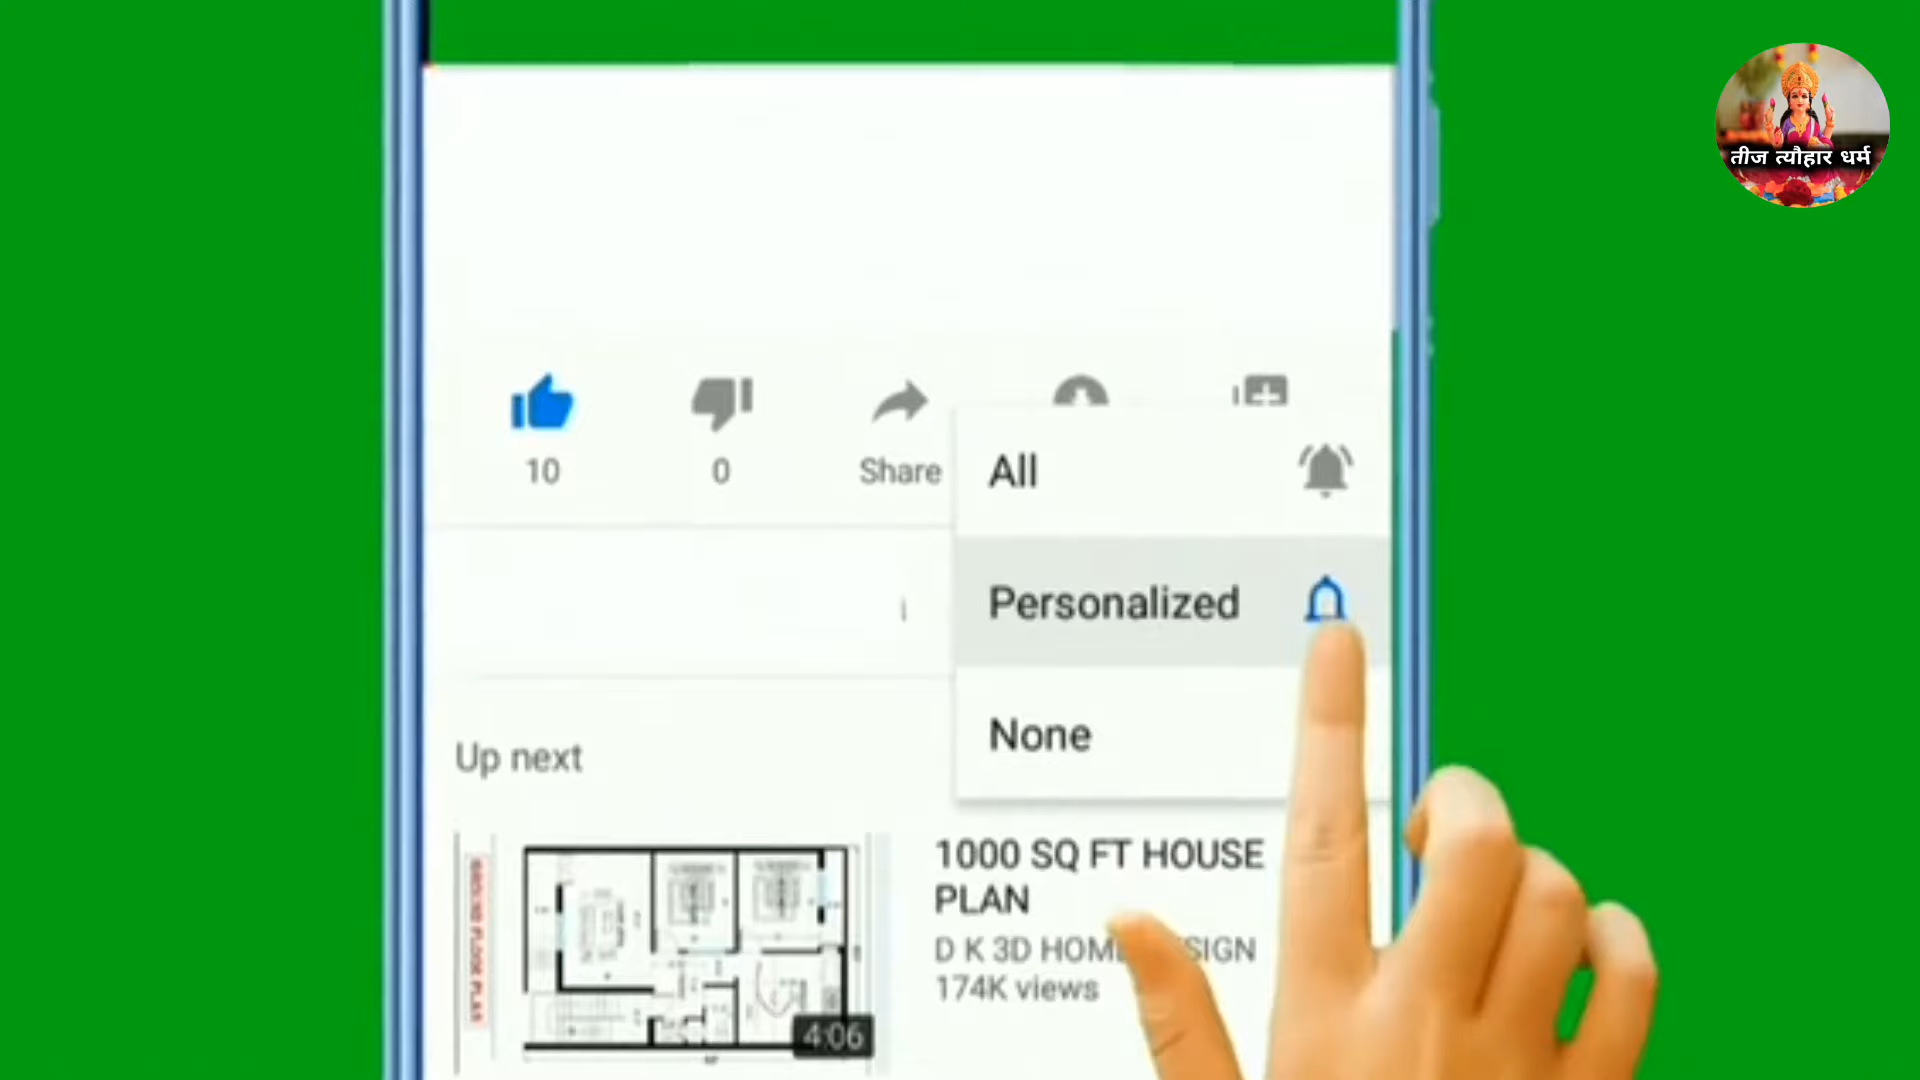 तीज त्यौहार धर्म
10
0
Share
All
Personalized
None
Up next
1000 SQ FT HOUSE
PLAN
D K 3D HOME DESIGN
174K views
4:06